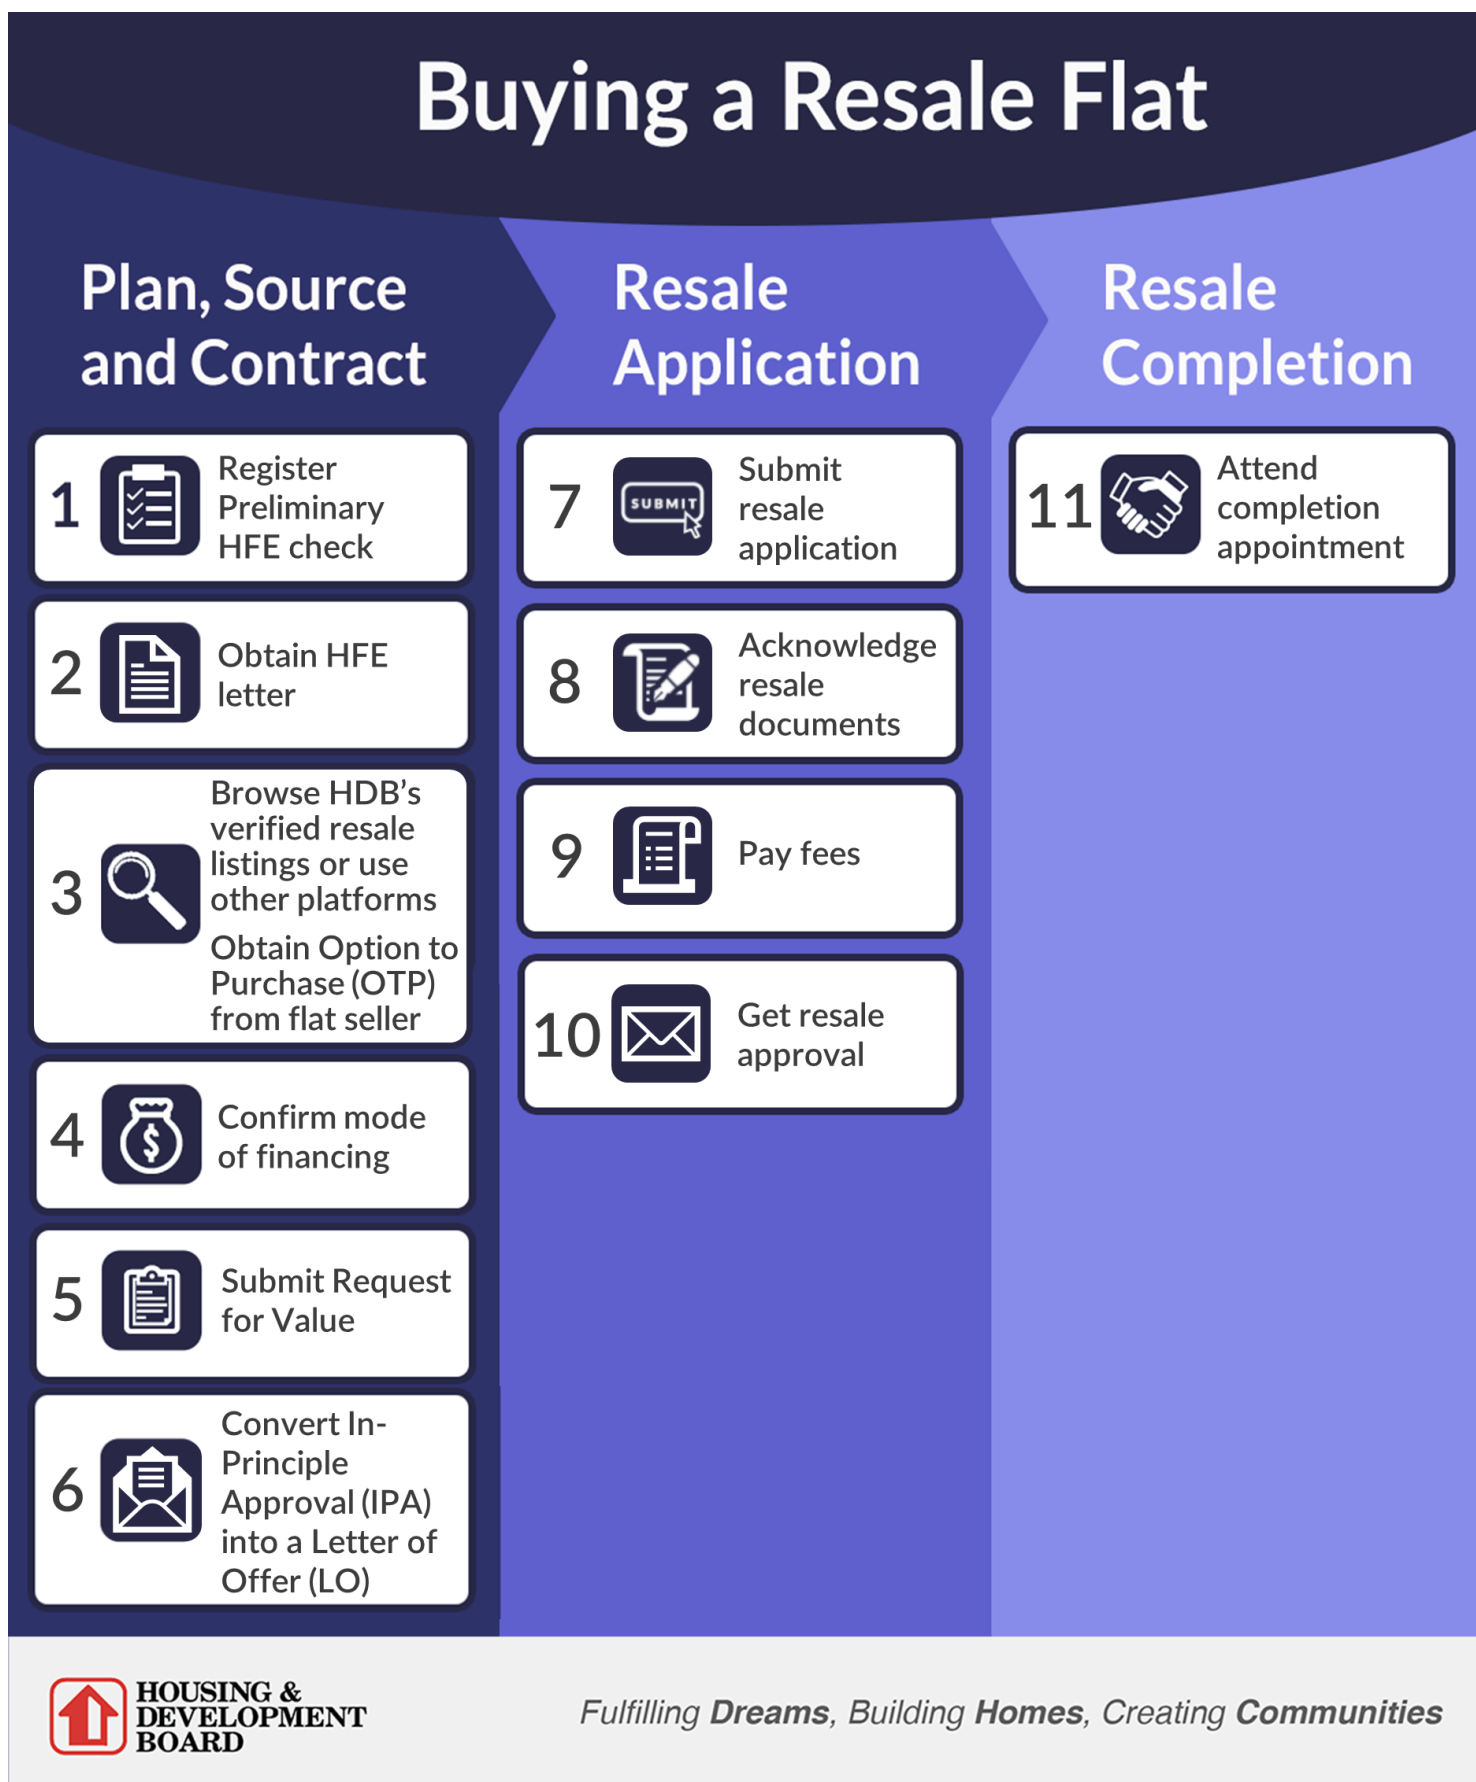 Buying a Resale Flat
Plan, Source
and Contract
1
Register
Preliminary
HFE check
2
Obtain HFE
letter
3
Browse HDB’s
verified resale
listings or use
other platforms
Obtain Option to
Purchase (OTP)
from flat seller
4
Confirm mode
of financing
5
Submit Request
for Value
6
Convert In-
Principle
Approval (IPA)
into a Letter of
Offer (LO)
Resale
Application
7
SUBMIT
Submit
resale
application
8
Acknowledge
resale
documents
9
Pay fees
10
Get resale
approval
Resale
Completion
11
Attend
completion
appointment
HOUSING &
DEVELOPMENT
BOARD
Fulfilling Dreams, Building Homes, Creating Communities